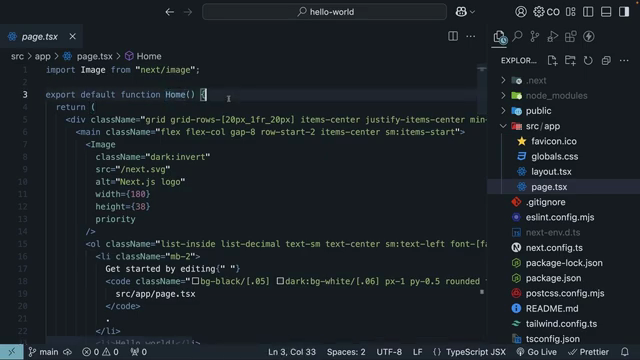 hello-world
CO
page.tsx
src > app > page.tsx > Home
1 import Image from "next/image";
2
3 export default function Home() {
4 return (
5 <div className="grid grid-rows-[20px_1fr_20px] items-center justify-items-center min-
6 <main className="flex flex-col gap-8 row-start-2 items-center sm:items-start">
7 <Image
8 className="dark:invert"
9 src="/next.svg"
10 alt="Next.js logo"
11 width={180}
12 height={38}
13 priority
14 />
15 <ol className="list-inside list-decimal text-sm text-center sm:text-left font-[fa
16 <li className="mb-2">
17 Get started by editing{" "}
18 <code className="bg-black/[.05] dark:bg-white/[.06] px-1 py-0.5 rounded
19 src/app/page.tsx
20 </code>
21 .
22 </li>
23 <li>Hello world!</li>
EXPLOR...
.next
node_modules
public
src/app
favicon.ico
globals.css
layout.tsx
page.tsx
.gitignore
eslint.config.mjs
next-env.d.ts
next.config.ts
package-lock.json
package.json
postcss.config.mjs
README.md
tailwind.config.ts
tsconfig.json
main
0 0
0
Ln 3, Col 33
Spaces: 2
UTF-8
LF
{} TypeScript JSX
Go Live
Prettier